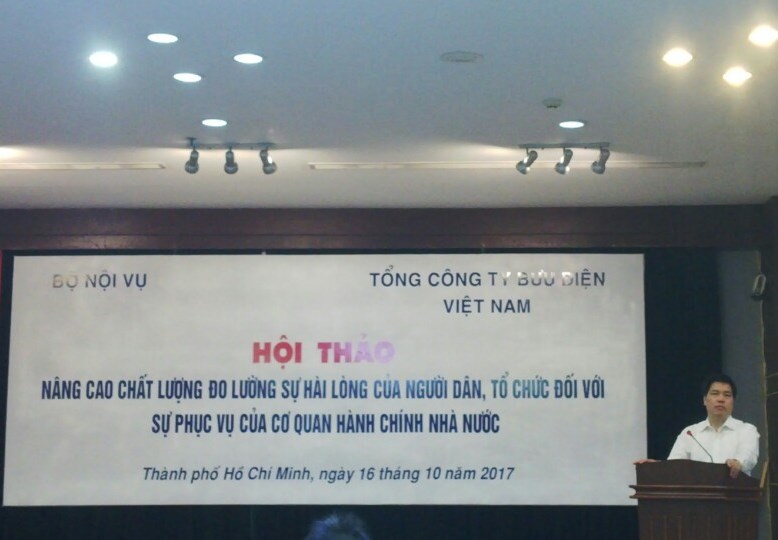 BỘ NỘI VỤ
TỔNG CÔNG TY BƯU ĐIỆN
VIỆT NAM
HỘI THẢO
NÂNG CAO CHẤT LƯỢNG ĐO LƯỜNG SỰ HÀI LÒNG CỦA NGƯỜI DÂN, TỔ CHỨC ĐỐI VỚI
SỰ PHỤC VỤ CỦA CƠ QUAN HÀNH CHÍNH NHÀ NƯỚC
Thành phố Hồ Chí Minh, ngày 16 tháng 10 năm 2017